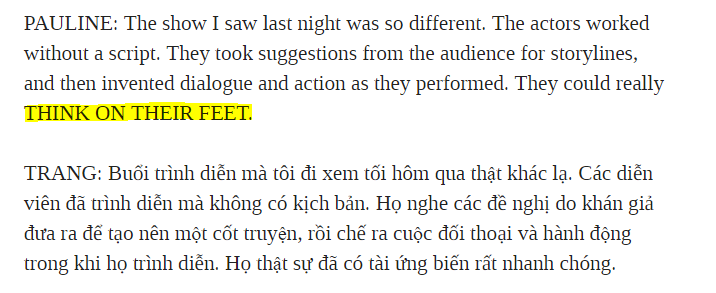 PAULINE: The show I saw last night was so different. The actors worked
without a script. They took suggestions from the audience for storylines,
and then invented dialogue and action as they performed. They could really
THINK ON THEIR FEET.
TRANG: Buổi trình diễn mà tôi đi xem tối hôm qua thật khác lạ. Các diễn
viên đã trình diễn mà không có kịch bản. Họ nghe các đề nghị do khán giả
đưa ra để tạo nên một cốt truyện, rồi chế ra cuộc đối thoại và hành động
trong khi họ trình diễn. Họ thật sự đã có tài ứng biến rất nhanh chóng.